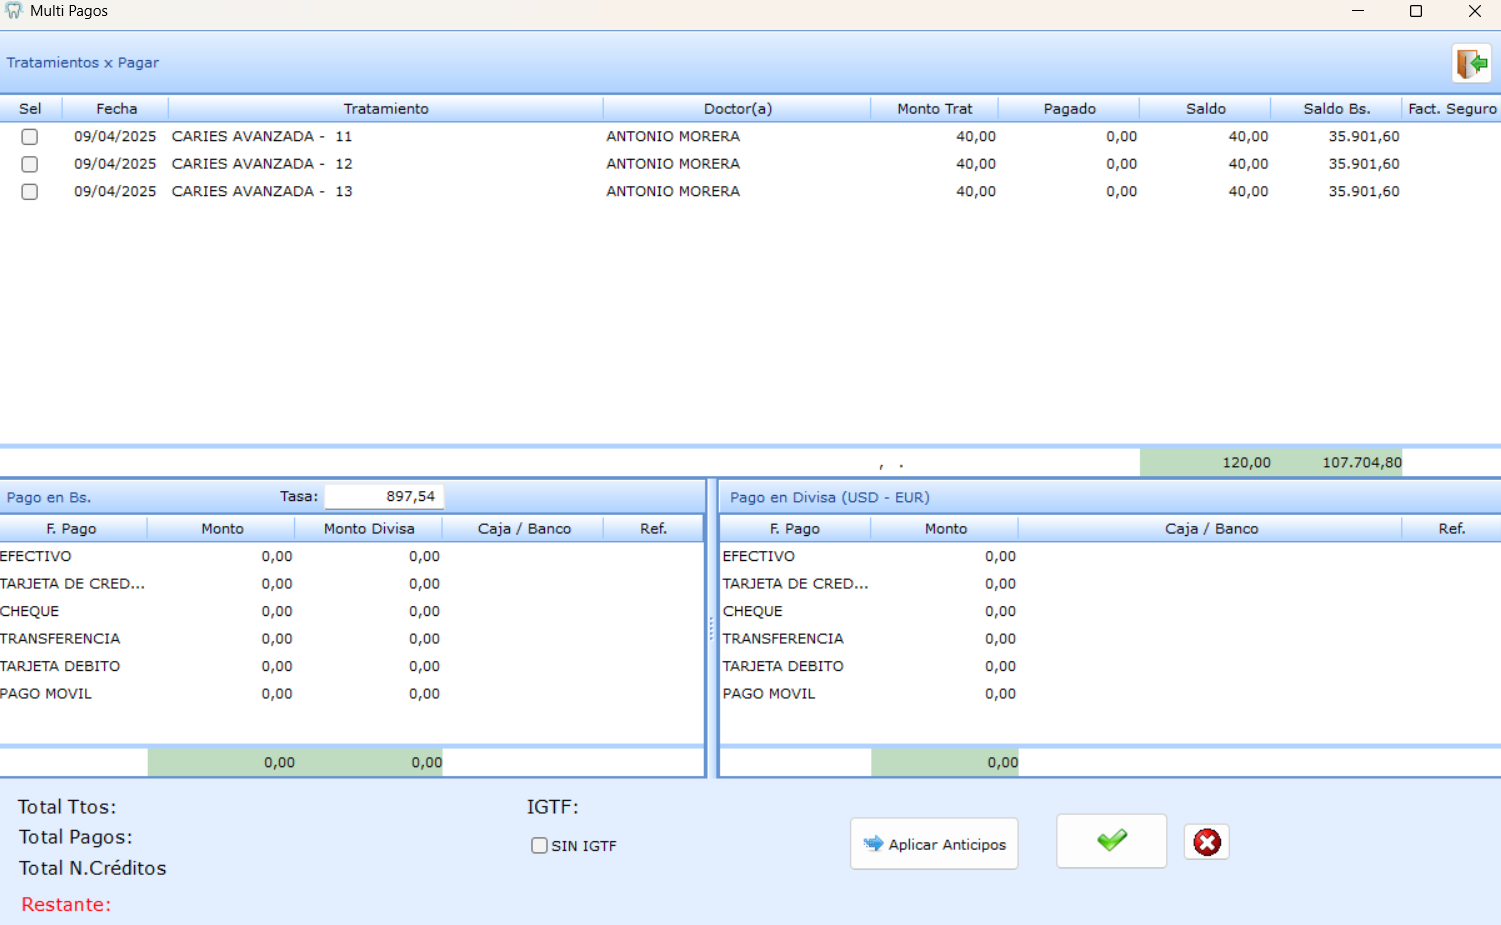 Multi Pagos
Tratamientos x Pagar
Sel Fecha Tratamiento Doctor(a) Monto Trat Pagado Saldo Saldo Bs. Fact. Seguro
09/04/2025 CARIES AVANZADA - 11 ANTONIO MORERA 40,00 0,00 40,00 35.901,60
09/04/2025 CARIES AVANZADA - 12 ANTONIO MORERA 40,00 0,00 40,00 35.901,60
09/04/2025 CARIES AVANZADA - 13 ANTONIO MORERA 40,00 0,00 40,00 35.901,60
, . 120,00 107.704,80
Pago en Bs. Tasa: 897,54
F. Pago Monto Monto Divisa Caja / Banco Ref.
EFECTIVO 0,00 0,00
TARJETA DE CRED... 0,00 0,00
CHEQUE 0,00 0,00
TRANSFERENCIA 0,00 0,00
TARJETA DEBITO 0,00 0,00
PAGO MOVIL 0,00 0,00
0,00 0,00
Pago en Divisa (USD - EUR)
F. Pago Monto Caja / Banco Ref.
EFECTIVO 0,00
TARJETA DE CRED... 0,00
CHEQUE 0,00
TRANSFERENCIA 0,00
TARJETA DEBITO 0,00
PAGO MOVIL 0,00
0,00
Total Ttos:
Total Pagos:
Total N.Créditos
Restante:
IGTF:
SIN IGTF
Aplicar Anticipos